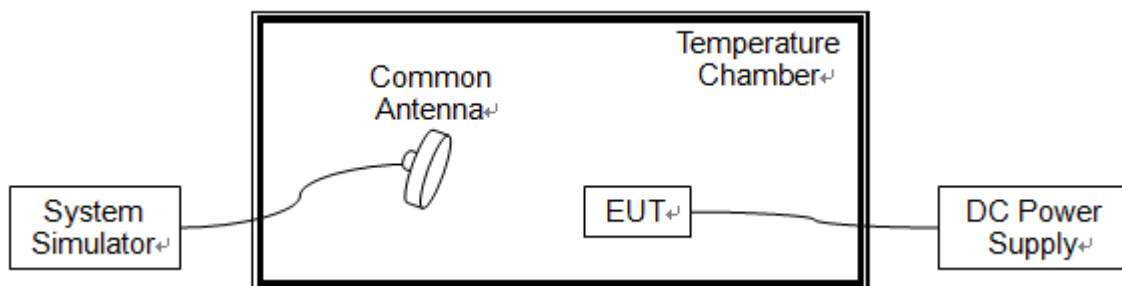 Temperature
Chamber↵
Common
Antenna↵
System
Simulator↵
EUT↵
DC Power
Supply↵